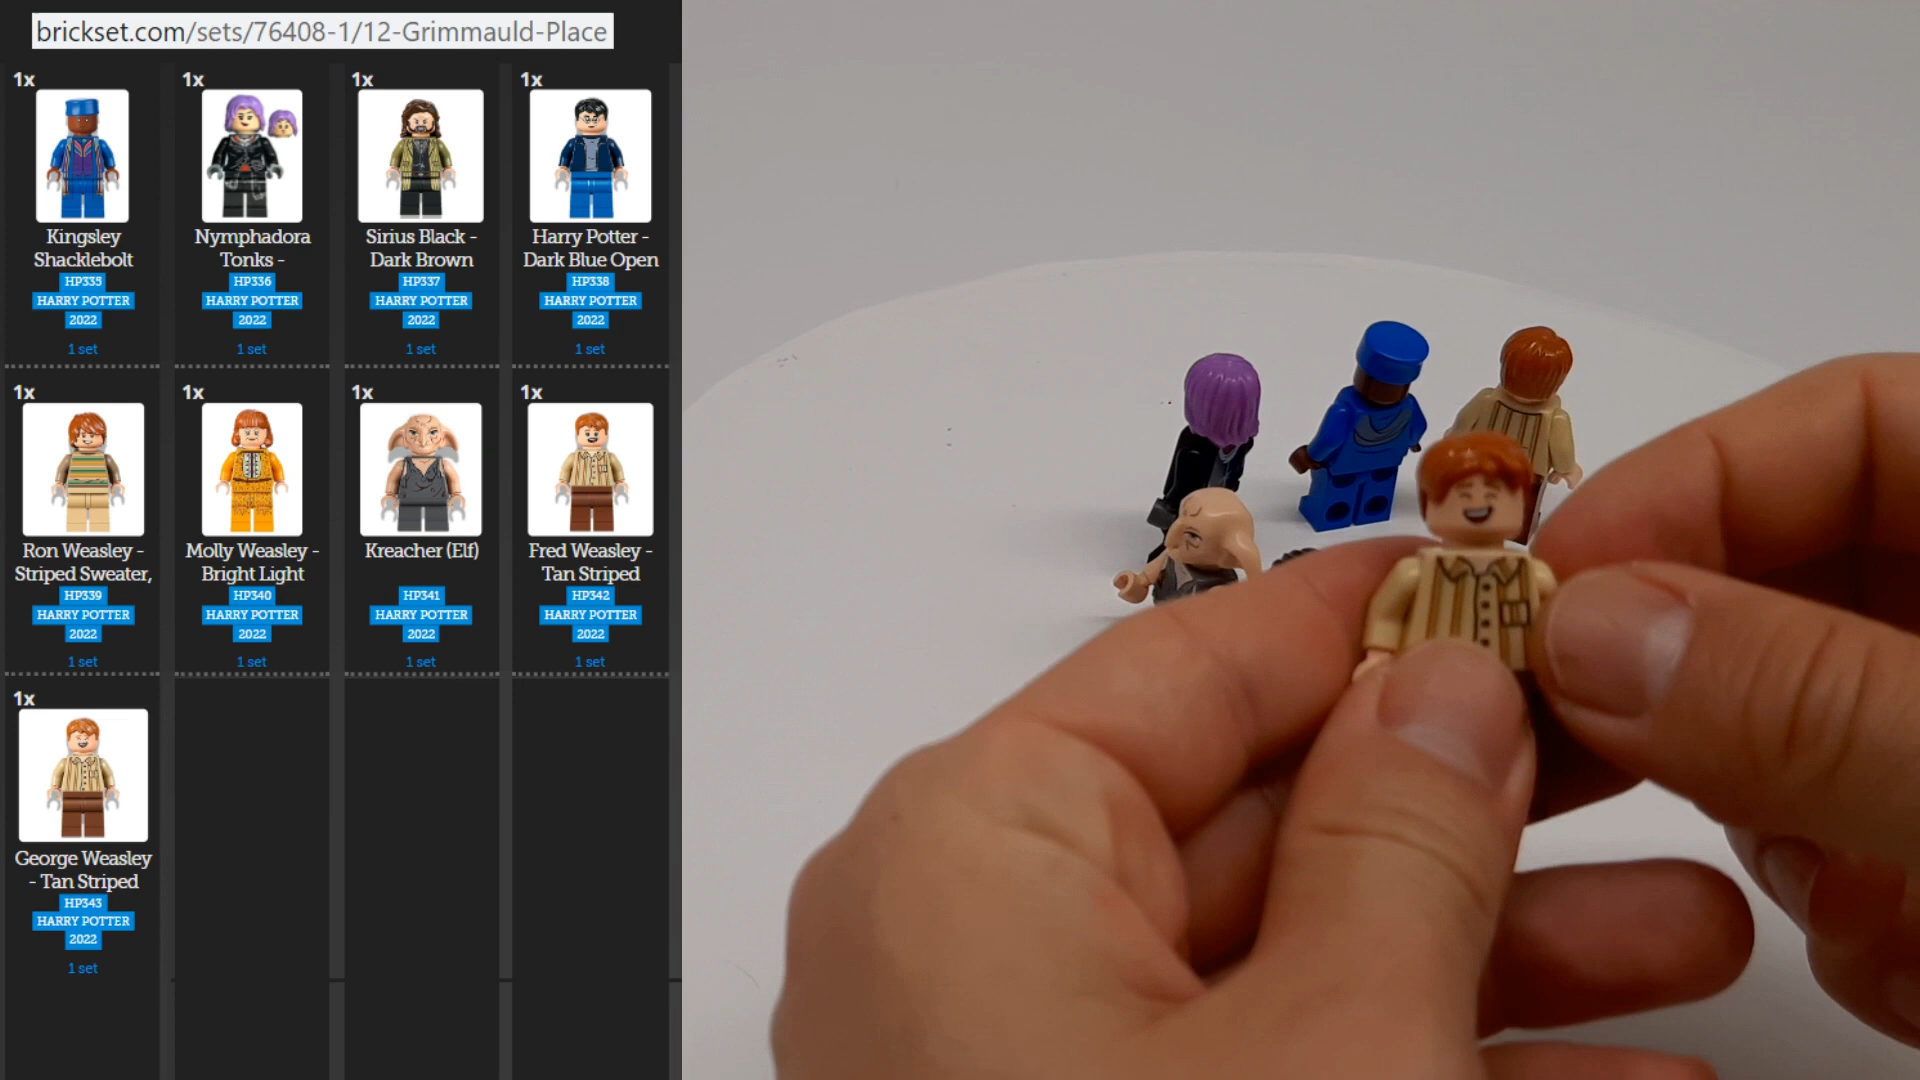 brickset.com/sets/76408-1/12-Grimmauld-Place
1x
Kingsley
Shacklebolt
HP335
HARRY POTTER
2022
1 set
1x
Nymphadora
Tonks -
HP336
HARRY POTTER
2022
1 set
1x
Sirius Black -
Dark Brown
HP337
HARRY POTTER
2022
1 set
1x
Harry Potter -
Dark Blue Open
HP338
HARRY POTTER
2022
1 set
1x
Ron Weasley -
Striped Sweater,
HP339
HARRY POTTER
2022
1 set
1x
Molly Weasley -
Bright Light
HP340
HARRY POTTER
2022
1 set
1x
Kreacher (Elf)
HP341
HARRY POTTER
2022
1 set
1x
Fred Weasley -
Tan Striped
HP342
HARRY POTTER
2022
1 set
1x
George Weasley
- Tan Striped
HP343
HARRY POTTER
2022
1 set